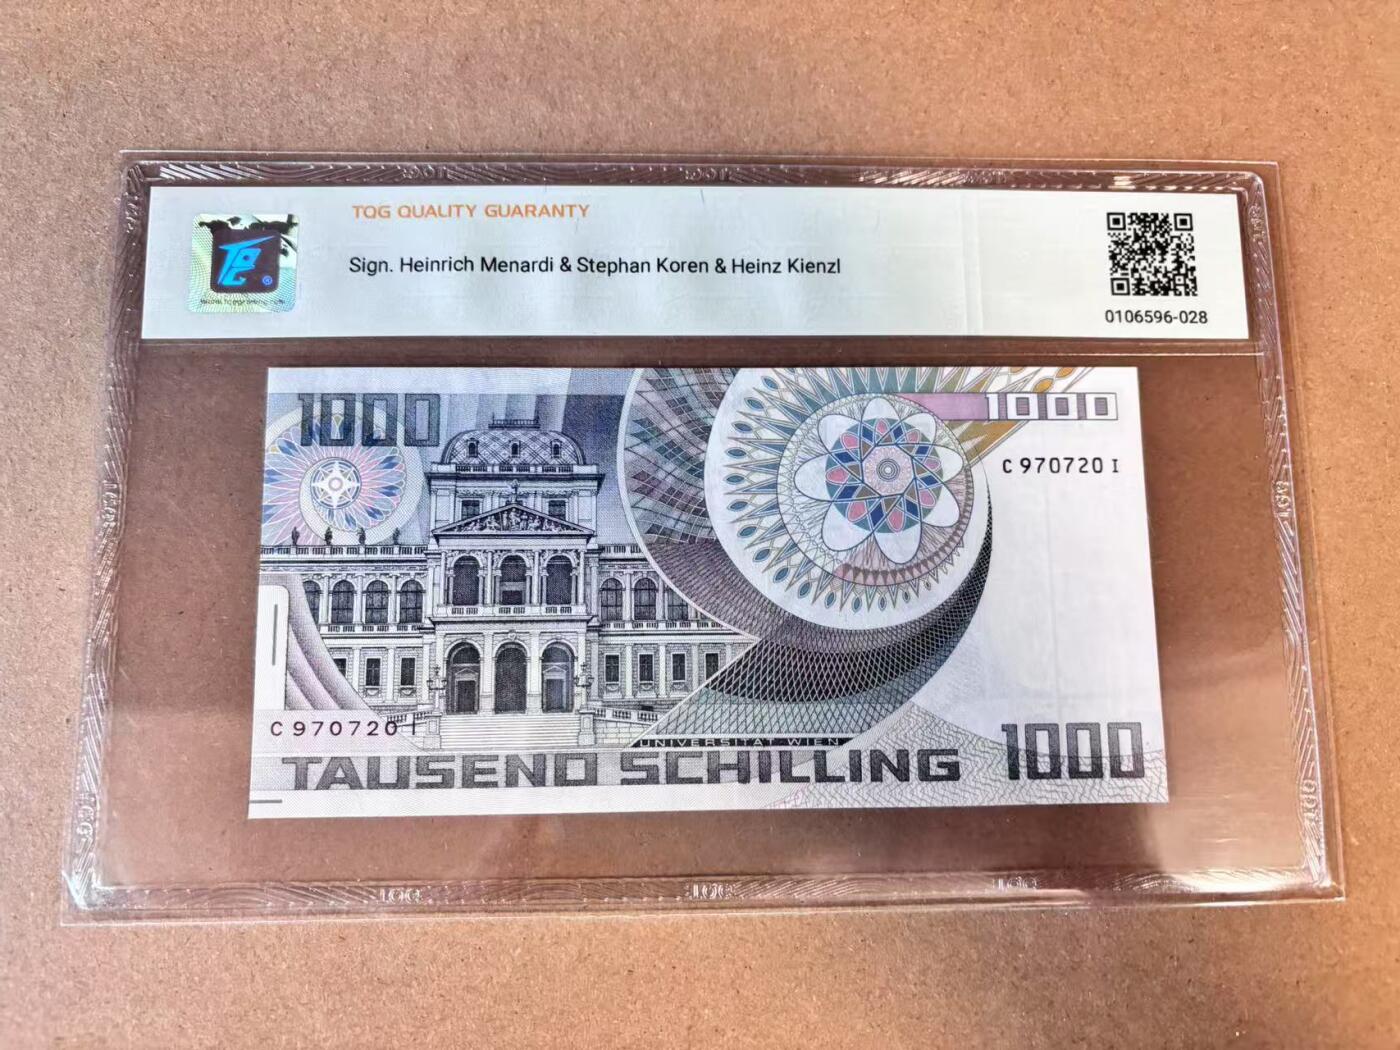 TQG QUALITY GUARANTY
Sign. Heinrich Menardi & Stephan Koren & Heinz Kienzl
0106596-028
1000
1000
C 970720 I
C 970720 I
UNIVERSITÄT WIEN
TAUSEND SCHILLING
1000